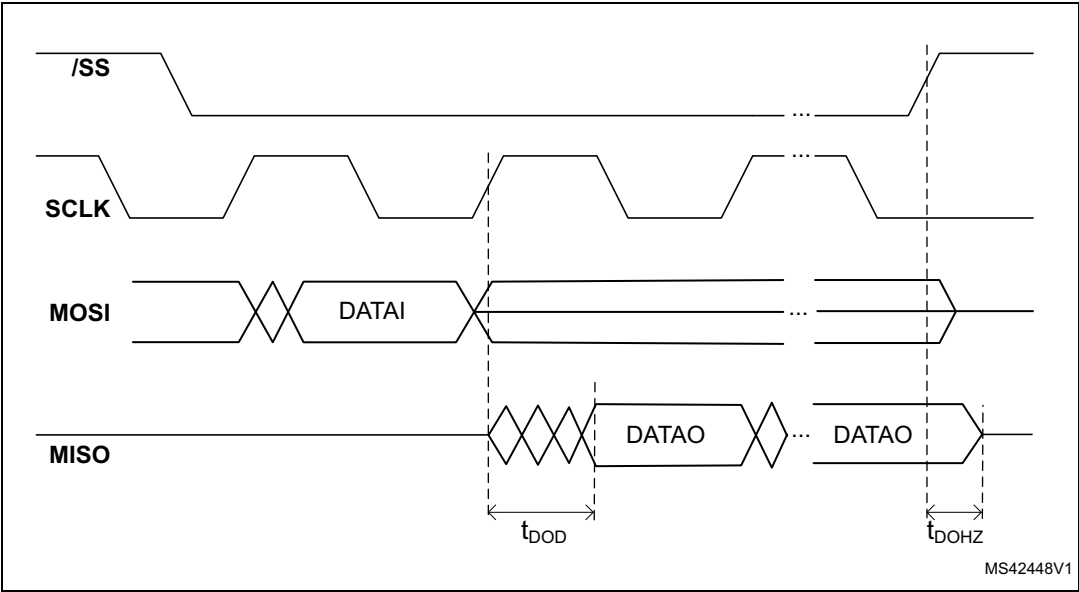 /SS
...
...
SCLK
MOSI
DATAI
...
MISO
DATAO
...
DATAO
tDOD
tDOHZ
MS42448V1